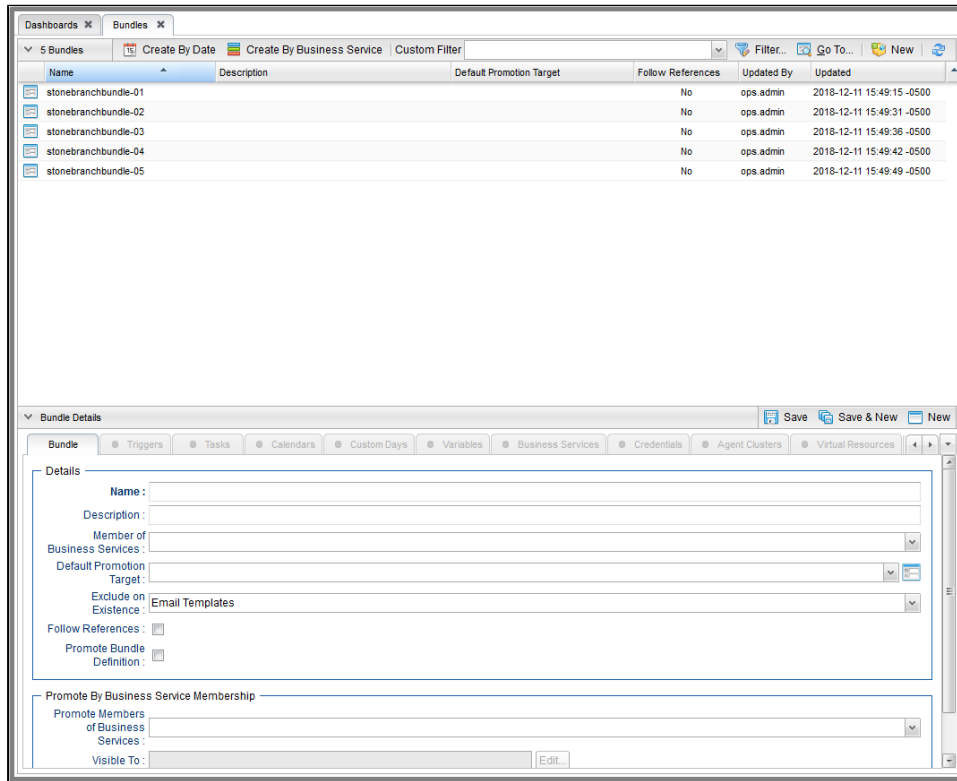 Dashboards Bundles
5 Bundles 15 Create By Date Create By Business Service Custom Filter Filter... Go To... New
Name Description Default Promotion Target Follow References Updated By Updated
stonebranchbundle-01 No ops.admin 2018-12-11 15:49:15 -0500
stonebranchbundle-02 No ops.admin 2018-12-11 15:49:31 -0500
stonebranchbundle-03 No ops.admin 2018-12-11 15:49:36 -0500
stonebranchbundle-04 No ops.admin 2018-12-11 15:49:42 -0500
stonebranchbundle-05 No ops.admin 2018-12-11 15:49:49 -0500
Bundle Details Save Save & New New
Bundle Triggers Tasks Calendars Custom Days Variables Business Services Credentials Agent Clusters Virtual Resources
Details
Name :
Description :
Member of
Business Services :
Default Promotion
Target :
Exclude on
Existence : Email Templates
Follow References :
Promote Bundle
Definition :
Promote By Business Service Membership
Promote Members
of Business
Services :
Visible To : Edit...